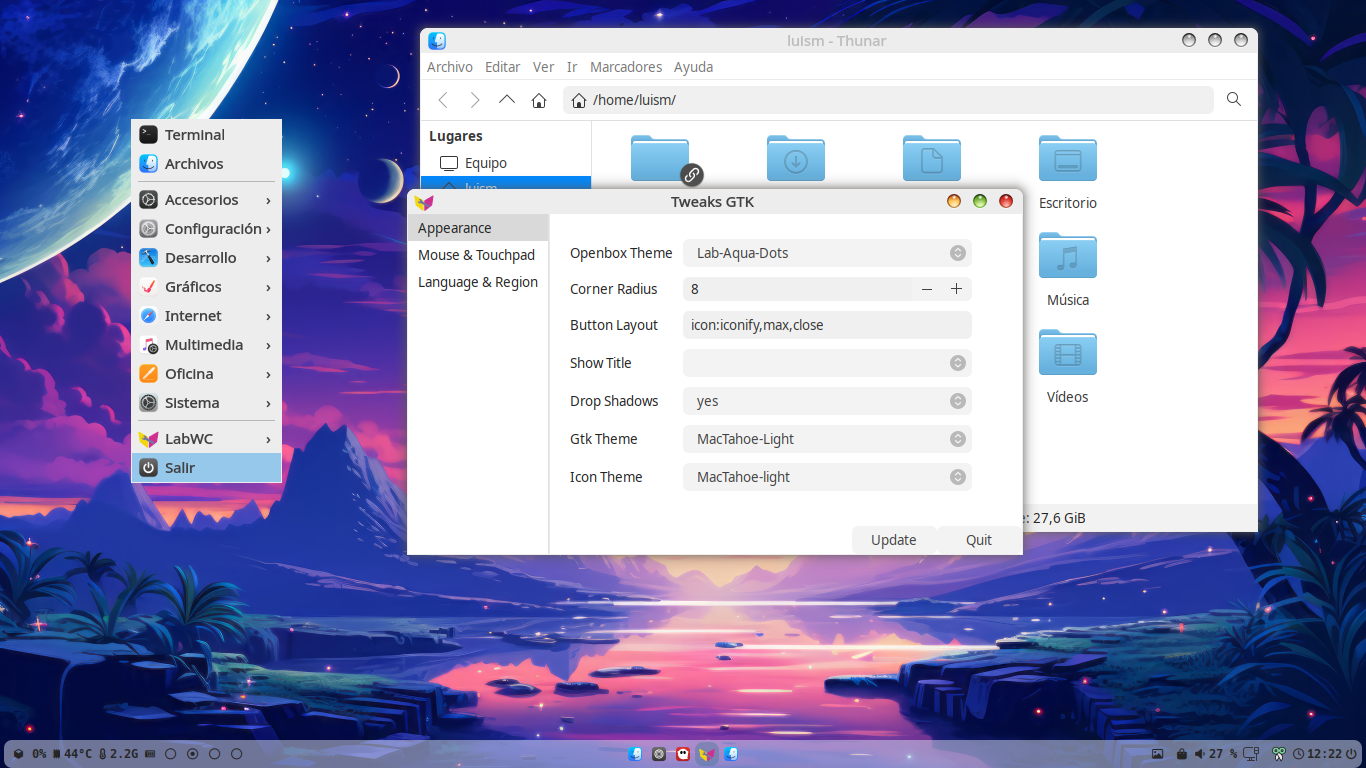 luism - Thunar
Archivo Editar Ver Ir Marcadores Ayuda
/home/luism/
Lugares
Equipo
luism
Escritorio
Música
Vídeos
27,6 GiB
Terminal
Archivos
Accesorios
Configuración
Desarrollo
Gráficos
Internet
Multimedia
Oficina
Sistema
LabWC
Salir
Tweaks GTK
Appearance
Mouse & Touchpad
Language & Region
Openbox Theme Lab-Aqua-Dots
Corner Radius 8
Button Layout icon:iconify,max,close
Show Title
Drop Shadows yes
Gtk Theme MacTahoe-Light
Icon Theme MacTahoe-light
Update Quit
0% 44°C 2.2G 27 % 12:22